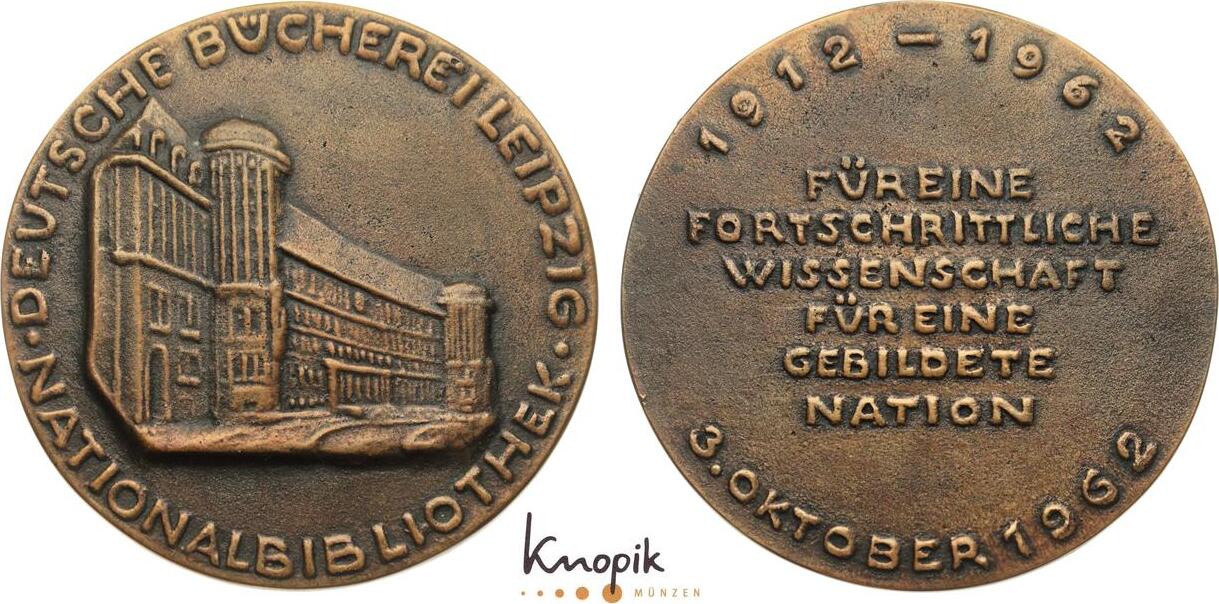 DEUTSCHE BÜCHEREI LEIPZIG ·
NATIONALBIBLIOTHEK ·
1912 – 1962
FÜR EINE
FORTSCHRITTLICHE
WISSENSCHAFT
FÜR EINE
GEBILDETE
NATION
3. OKTOBER 1962
Knopik
MÜNZEN